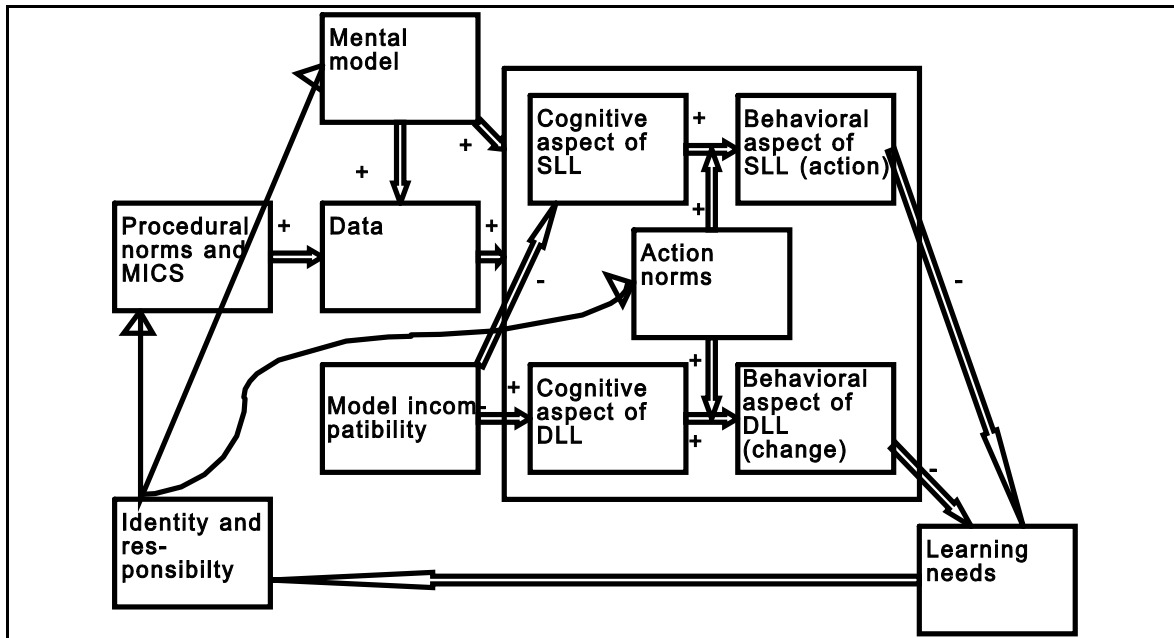 Mental
model
+
+
Procedural
norms and
MICS
+
Data
+
Cognitive
aspect of
SLL
+
Behavioral
aspect of
SLL (action)
+
Action
norms
-
-
Model incom-
patibility
+
Cognitive
aspect of
DLL
+
+
Behavioral
aspect of
DLL
(change)
-
Identity and
res-
ponsibilty
Learning
needs